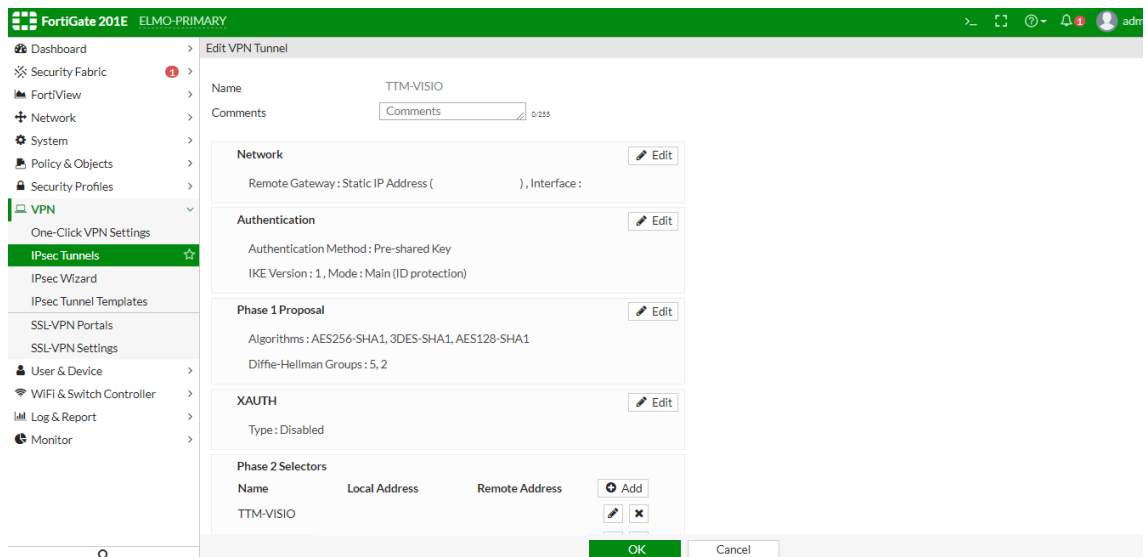 FortiGate 201E ELMO-PRIMARY
>_
1
adm
Dashboard
Security Fabric 1
FortiView
Network
System
Policy & Objects
Security Profiles
VPN
One-Click VPN Settings
IPsec Tunnels
IPsec Wizard
IPsec Tunnel Templates
SSL-VPN Portals
SSL-VPN Settings
User & Device
WiFi & Switch Controller
Log & Report
Monitor
Edit VPN Tunnel
Name TTM-VISIO
Comments Comments 0/255
Network Edit
Remote Gateway : Static IP Address ( ) , Interface :
Authentication Edit
Authentication Method : Pre-shared Key
IKE Version : 1 , Mode : Main (ID protection)
Phase 1 Proposal Edit
Algorithms : AES256-SHA1, 3DES-SHA1, AES128-SHA1
Diffie-Hellman Groups : 5, 2
XAUTH Edit
Type : Disabled
Phase 2 Selectors
Name Local Address Remote Address Add
TTM-VISIO
OK Cancel